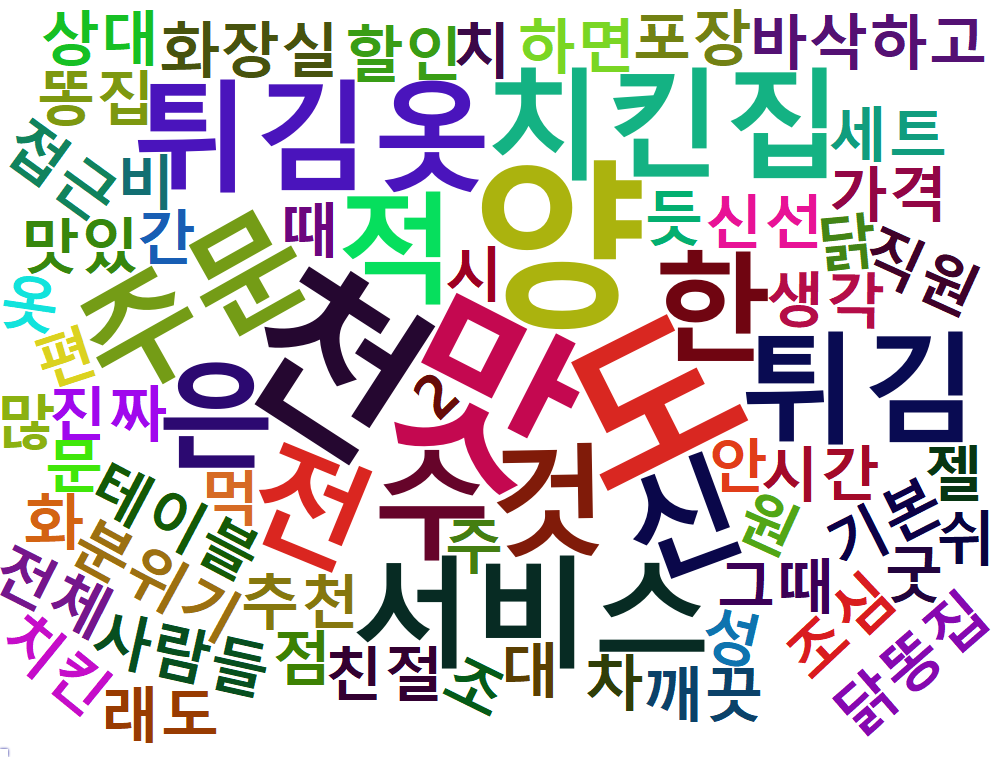 상대
화장실
할인
치
하면
포장
바삭하고
똥집
튀김옷
치킨집
세트
접근
비
가격
맛있
간
때
적
양
듯
신선
닭
직원
옷
주문
시
한
생각
편
천
맛
도
튀김
많
진짜
은
2
문
먹
전
수
것
신
안
시간
젤
화
테이블
주
원
기본
쉬
분위기
굿
전체
추천
서비스
그때
조심
사람들
점
친절
조
대
차
깨끗
성
치킨
래도
닭똥집